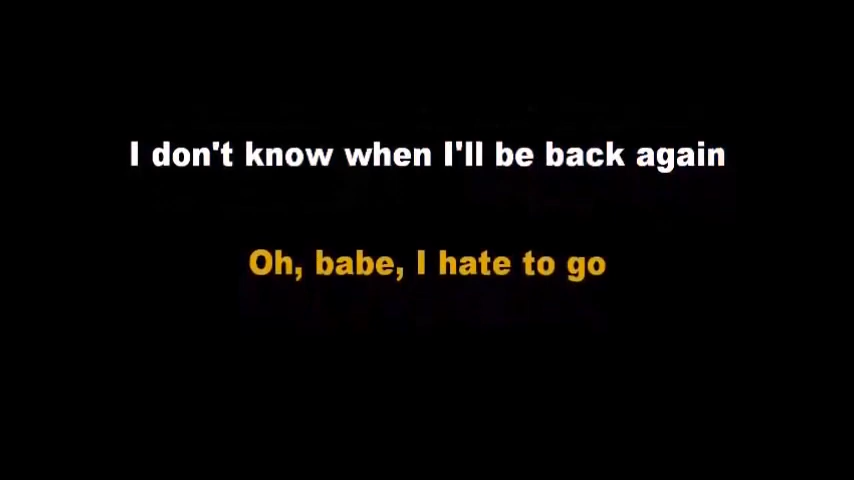 I don't know when I'll be back again
Oh, babe, I hate to go